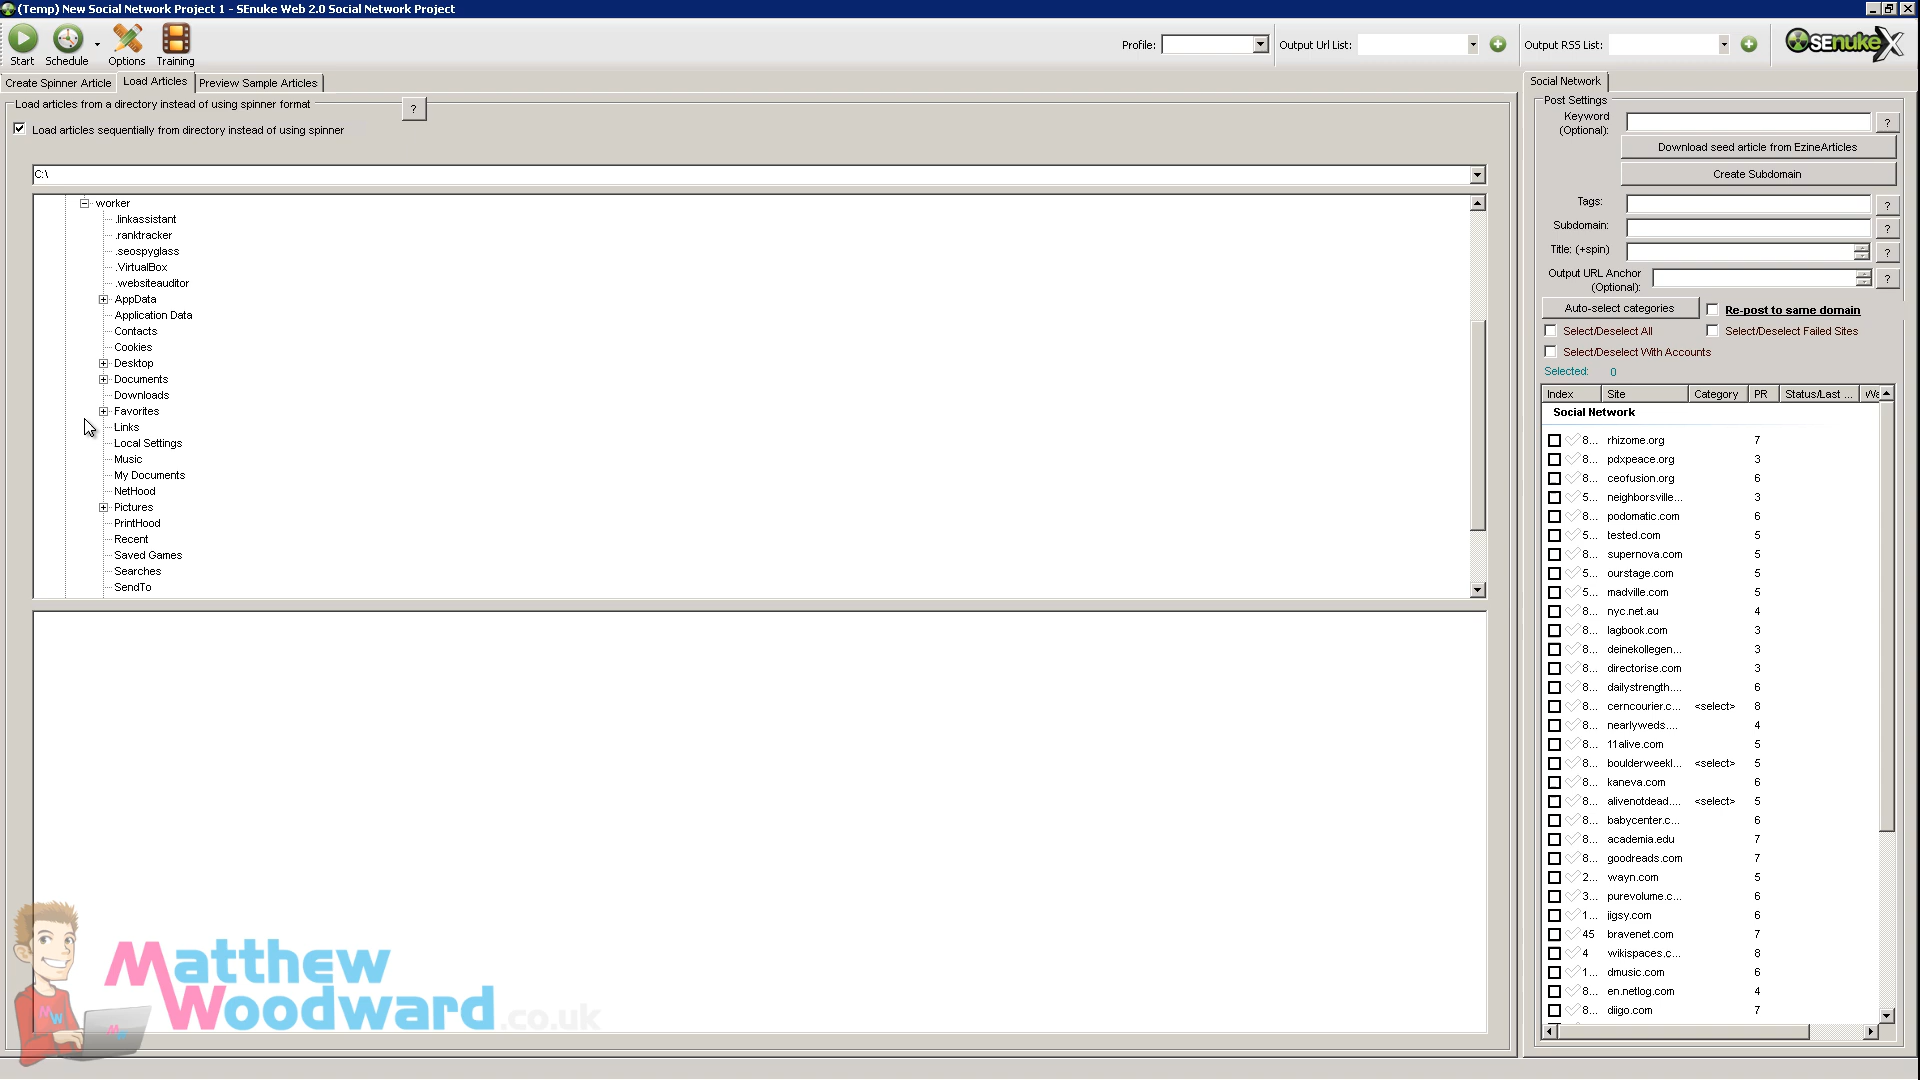 (Temp) New Social Network Project 1 - SEnuke Web 2.0 Social Network Project
Start Schedule Options Training
Profile: Output Url List: Output RSS List: SEnukeX
Create Spinner Article Load Articles Preview Sample Articles
Load articles from a directory instead of using spinner format ?
Load articles sequentially from directory instead of using spinner
C:\
worker
.linkassistant
.ranktracker
.seospyglass
.VirtualBox
.websiteauditor
AppData
Application Data
Contacts
Cookies
Desktop
Documents
Downloads
Favorites
Links
Local Settings
Music
My Documents
NetHood
Pictures
PrintHood
Recent
Saved Games
Searches
SendTo
Matthew
Woodward.co.uk
MW
Social Network
Post Settings
Keyword
(Optional): ?
Download seed article from EzineArticles
Create Subdomain
Tags: ?
Subdomain: ?
Title: (+spin) ?
Output URL Anchor
(Optional): ?
Auto-select categories Re-post to same domain
Select/Deselect All Select/Deselect Failed Sites
Select/Deselect With Accounts
Selected: 0
Index Site Category PR Status/Last ... We
Social Network
8... rhizome.org 7
8... pdxpeace.org 3
8... ceofusion.org 6
5... neighborsville... 3
8... podomatic.com 6
5... tested.com 5
8... supernova.com 5
5... ourstage.com 5
5... madville.com 5
8... nyc.net.au 4
8... lagbook.com 3
8... deinekollegen... 3
8... directorise.com 3
8... dailystrength.... 6
8... cerncourier.c... <select> 8
8... nearlyweds.... 4
8... 11alive.com 5
8... boulderweekl... <select> 5
8... kaneva.com 6
8... alivenotdead.... <select> 5
8... babycenter.c... 6
8... academia.edu 7
8... goodreads.com 7
2... wayn.com 5
3... purevolume.c... 6
1... jigsy.com 6
45 bravenet.com 7
4 wikispaces.c... 8
1... dmusic.com 6
8... en.netlog.com 4
8... diigo.com 7